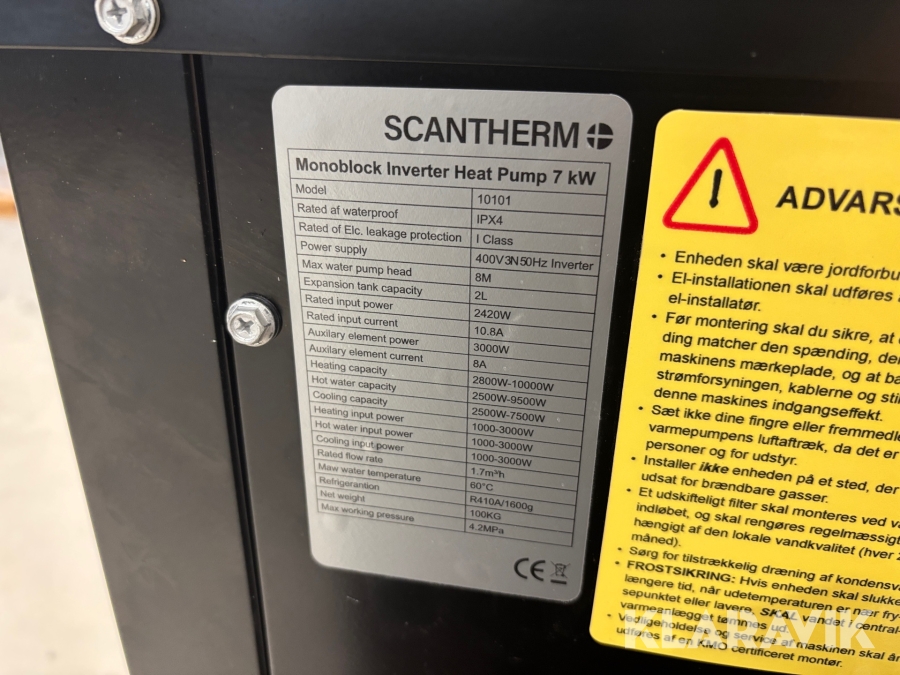 SCANTHERM
Monoblock Inverter Heat Pump 7 kW
Model 10101
Rated af waterproof IPX4
Rated of Elc. leakage protection I Class
Power supply 400V3N50Hz Inverter
Max water pump head 8M
Expansion tank capacity 2L
Rated input power 2420W
Rated input current 10.8A
Auxilary element power 3000W
Auxilary element current 8A
Heating capacity 2800W-10000W
Hot water capacity 2500W-9500W
Cooling capacity 2500W-7500W
Heating input power 1000-3000W
Hot water input power 1000-3000W
Cooling input power 1000-3000W
Rated flow rate 1.7m³h
Maw water temperature 60°C
Refrigerantion R410A/1600g
Net weight 100KG
Max working pressure 4.2MPa
CE
ADVARS
• Enheden skal være jordforbu
• El-installationen skal udføres
el-installatør.
• Før montering skal du sikre, at
ding matcher den spænding, de
maskinens mærkeplade, og at
strømforsyningen, kablerne og
denne maskines indgangseffekt.
• Sæt ikke dine fingre eller fremmedle
varmepumpens luftaftræk, da det er
personer og for udstyr.
• Installer ikke enheden på et sted, der
udsat for brændbare gasser.
• Et udskifteligt filter skal monteres ved
indløbet, og skal rengøres regelmæssigt
hængigt af den lokale vandkvalitet (hver
måned).
• Sørg for tilstrækkelig dræning af kondensva
• FROSTSIKRING: Hvis enheden skal slukke
længere tid, når udetemperaturen er nær fry
sepunktet eller lavere, SKAL vandet i central-
varmeanlægget tømmes ud.
• Vedligeholdelse og service af maskinen skal
udføres af en KMO certificeret montør.
KLARAVIK